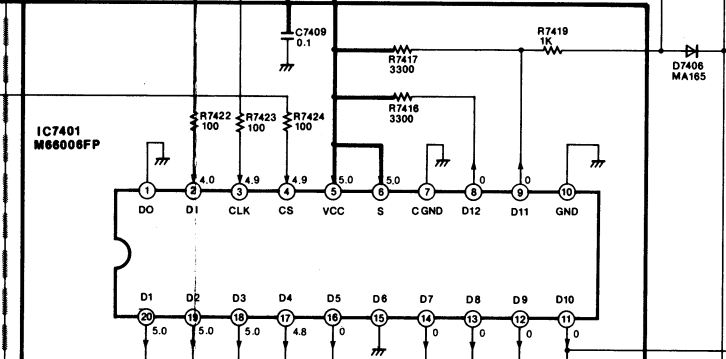 C7409
0.1
R7419
1K
R7417
3300
D7406
MA165
R7416
3300
R7422
100
R7423
100
R7424
100
IC7401
M66006FP
4.0 4.9 4.9 5.0 5.0 0 0
1 2 3 4 5 6 7 8 9 10
DO DI CLK CS VCC S CGND D12 D11 GND
D1 D2 D3 D4 D5 D6 D7 D8 D9 D10
20 19 18 17 16 15 14 13 12 11
5.0 5.0 5.0 4.8 0 0 0 0 0